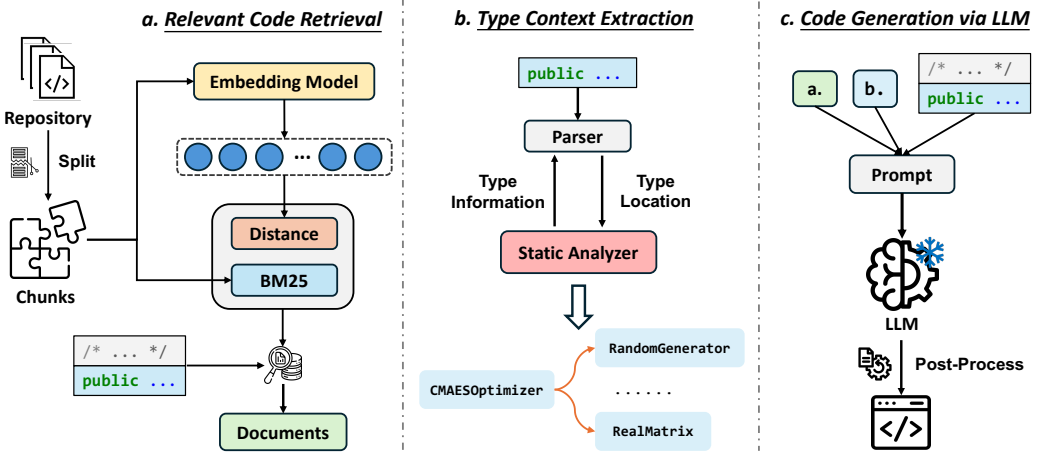 a. Relevant Code Retrieval
Repository
Split
Chunks
Embedding Model
...
Distance
BM25
/* ... */
public ...
Documents
b. Type Context Extraction
public ...
Parser
Type
Information
Type
Location
Static Analyzer
CMAESOptimizer
RandomGenerator
......
RealMatrix
c. Code Generation via LLM
a.
b.
/* ... */
public ...
Prompt
LLM
Post-Process
</>